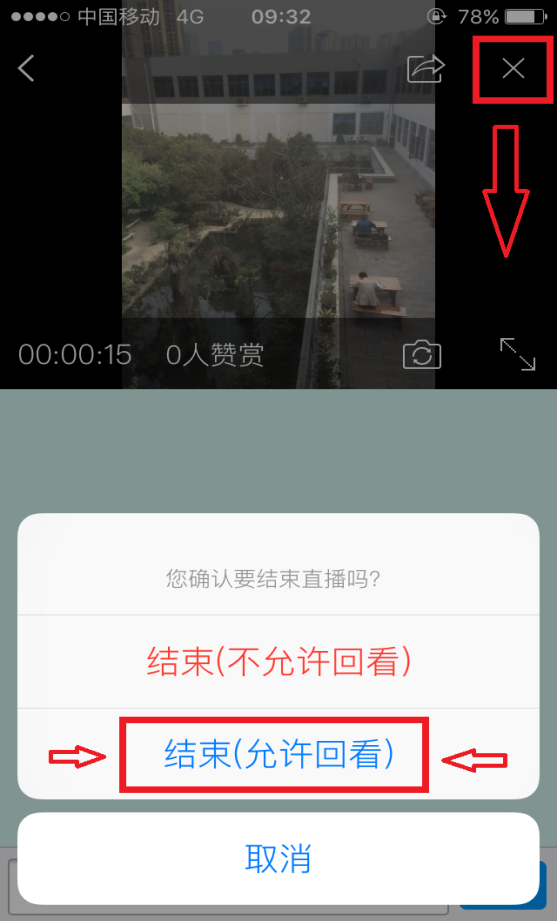 中国移动 4G 09:32 78%
00:00:15 0人赞赏
您确认要结束直播吗?
结束(不允许回看)
结束(允许回看)
取消